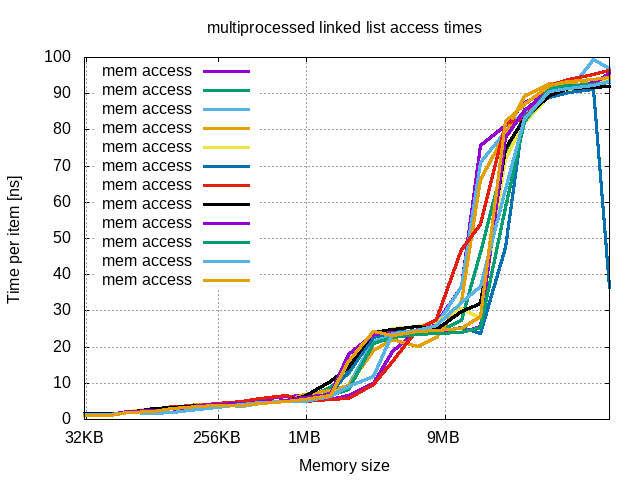 multiprocessed linked list access times
100
90
80
70
60
50
40
30
20
10
0
Time per item [ns]
mem access
mem access
mem access
mem access
mem access
mem access
mem access
mem access
mem access
mem access
mem access
mem access
32KB 256KB 1MB 9MB
Memory size